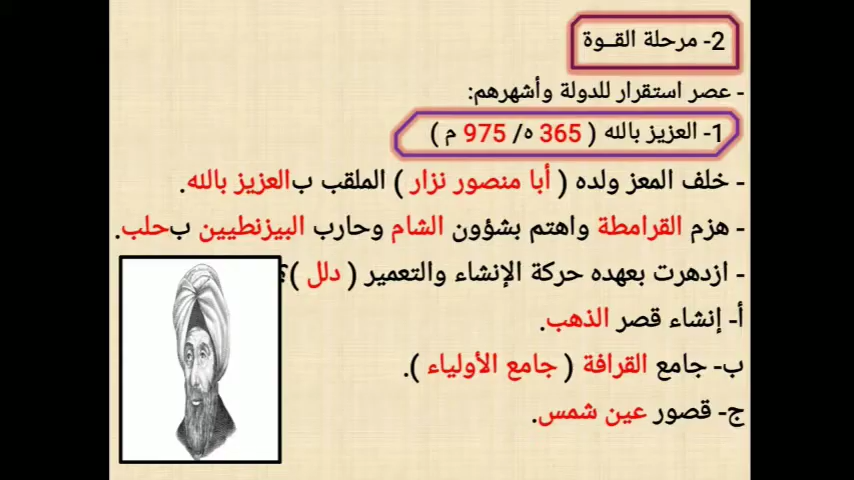 2- مرحلة القــوة
- عصر استقرار للدولة وأشهرهم:
1- العزيز بالله ( 365 ه/ 975 م )
- خلف المعز ولده ( أبا منصور نزار ) الملقب بالعزيز بالله.
- هزم القرامطة واهتم بشؤون الشام وحارب البيزنطيين بحلب.
- ازدهرت بعهده حركة الإنشاء والتعمير ( دلل )؟
أ- إنشاء قصر الذهب.
ب- جامع القرافة ( جامع الأولياء ).
ج- قصور عين شمس.